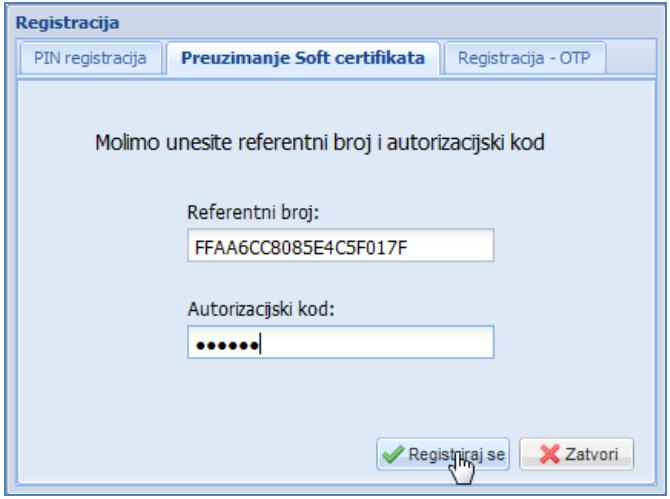 Registracija
PIN registracija
Preuzimanje Soft certifikata
Registracija - OTP
Molimo unesite referentni broj i autorizacijski kod
Referentni broj:
FFAA6CC8085E4C5F017F
Autorizacijski kod:
••••••
Registriraj se
Zatvori